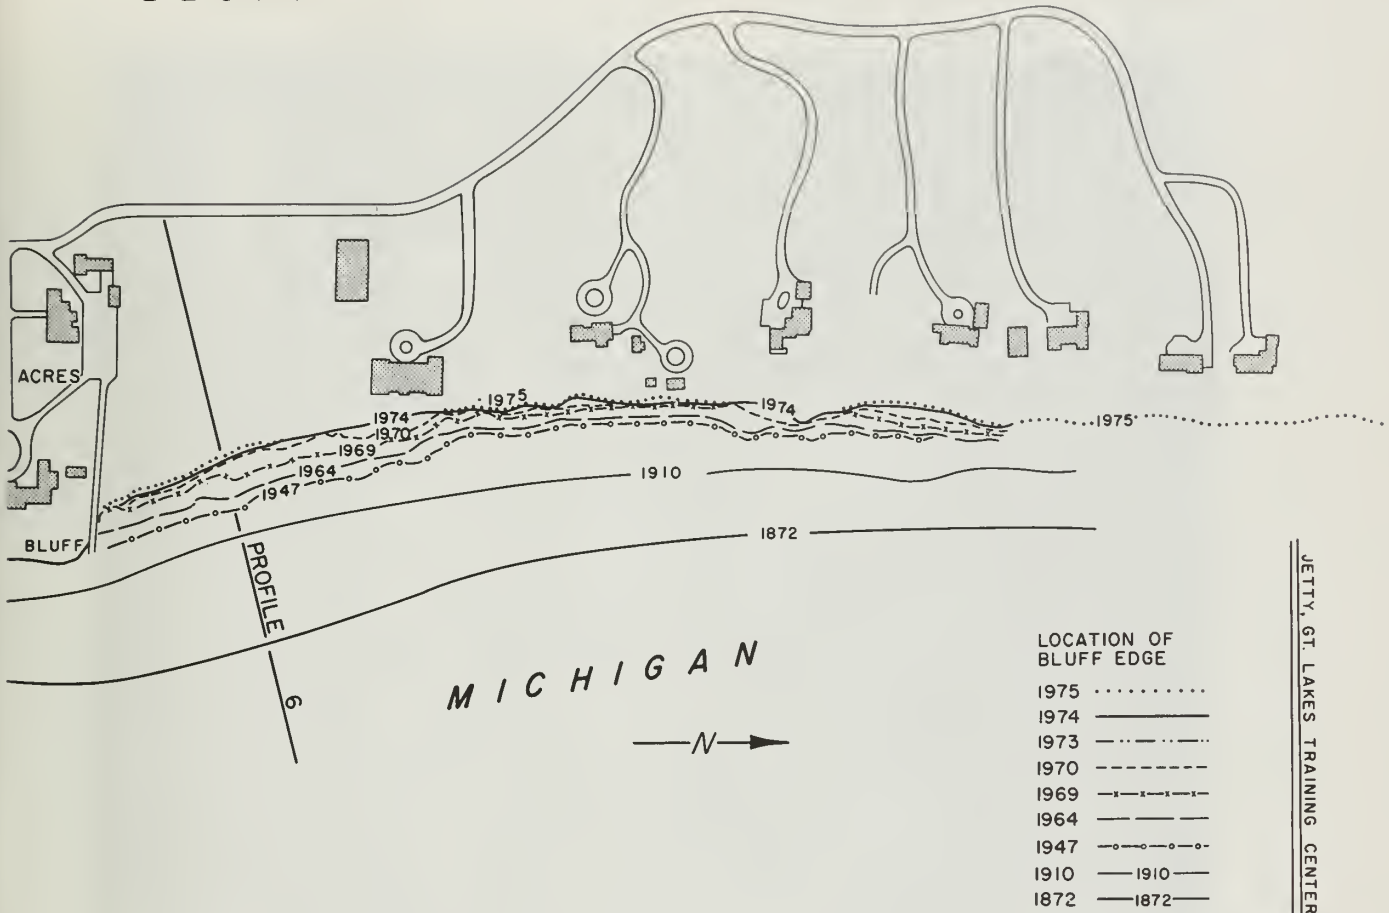 ACRES
BLUFF
1975
1974
1970
1969
1964
1947
1974
1975
1910
1872
PROFILE
6
MICHIGAN
N
LOCATION OF
BLUFF EDGE
1975
1974
1973
1970
1969
1964
1947
1910 1910
1872 1872
JETTY, GT. LAKES TRAINING CENTER